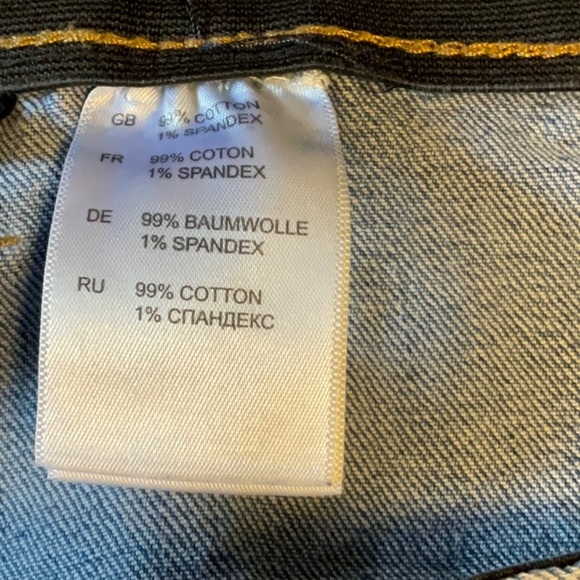 GB 99% COTTON
1% SPANDEX
FR 99% COTON
1% SPANDEX
DE 99% BAUMWOLLE
1% SPANDEX
RU 99% COTTON
1% СПАНДЕКС